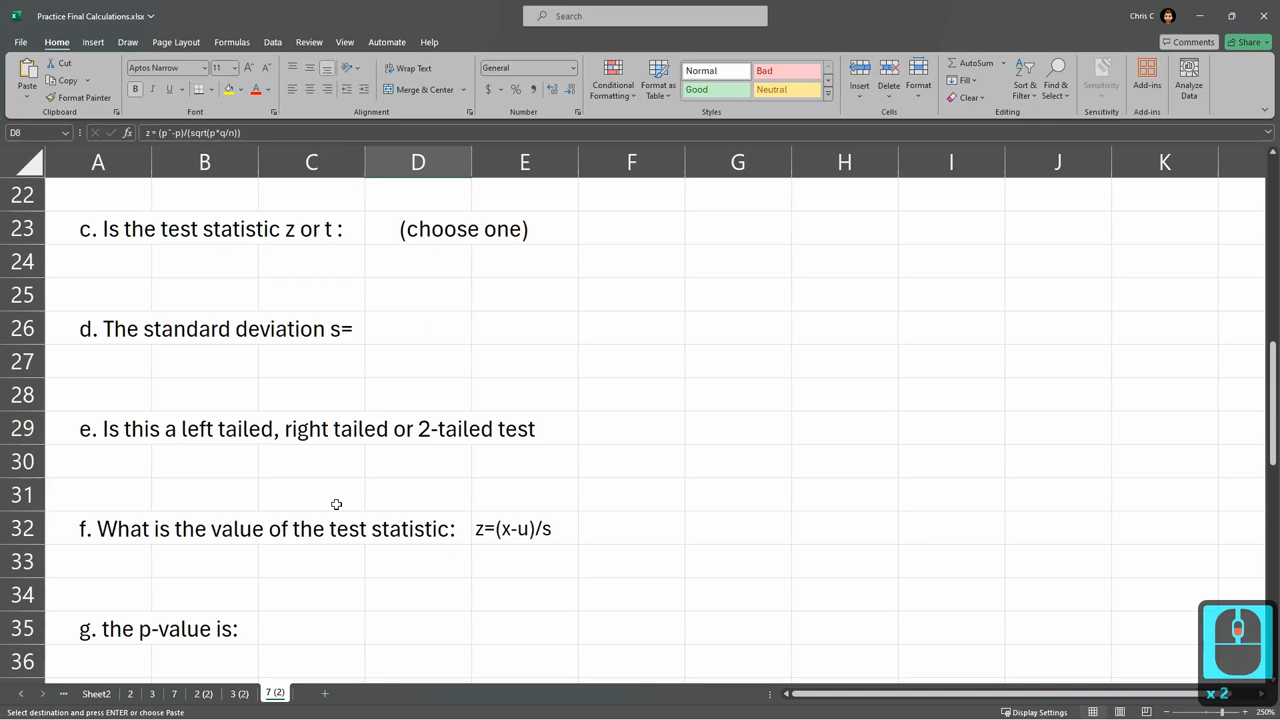 Practice Final Calculations.xlsx
Search
Chris C
File Home Insert Draw Page Layout Formulas Data Review View Automate Help
Comments Share
Paste
Cut
Copy
Format Painter
Clipboard
Aptos Narrow 11
B I U
Font
Wrap Text
Merge & Center
Alignment
General
Number
Conditional Formatting
Format as Table
Normal Bad
Good Neutral
Styles
Insert Delete Format
Cells
AutoSum
Fill
Clear
Sort & Filter
Find & Select
Editing
Sensitivity
Sensitivity
Add-ins
Add-ins
Analyze Data
D8 fx z = (pˆ-p)/(sqrt(p*q/n))
A B C D E F G H I J K
22
23 c. Is the test statistic z or t : (choose one)
24
25
26 d. The standard deviation s=
27
28
29 e. Is this a left tailed, right tailed or 2-tailed test
30
31
32 f. What is the value of the test statistic: z=(x-u)/s
33
34
35 g. the p-value is:
36
x 2
Sheet2 2 3 7 2 (2) 3 (2) 7 (2)
Select destination and press ENTER or choose Paste
Display Settings
250%